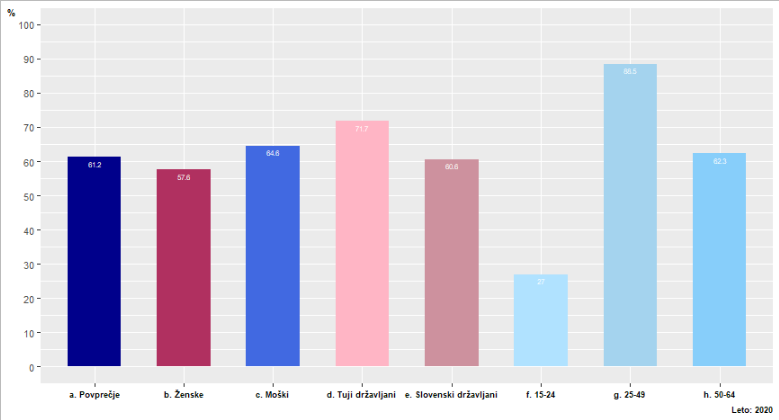 %
100
90
80
70
60
50
40
30
20
10
0
61.2
57.6
64.6
71.7
60.6
27
88.3
62.3
a. Povprečje
b. Ženske
c. Moški
d. Tuji državljani
e. Slovenski državljani
f. 15-24
g. 25-49
h. 50-64
Leto: 2020